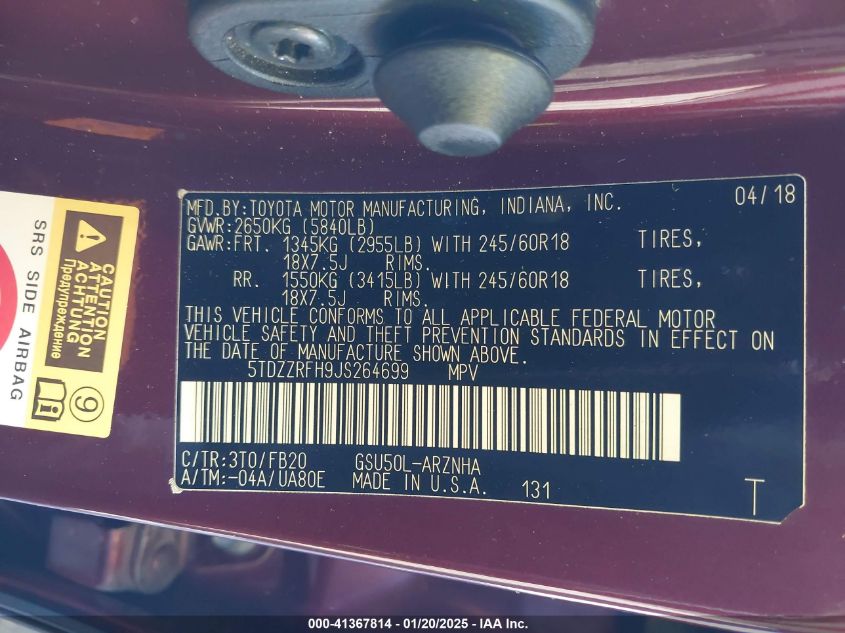 MFD.BY:TOYOTA MOTOR MANUFACTURING, INDIANA, INC. 04/18
GVWR:2650KG (5840LB)
GAWR:FRT. 1345KG (2955LB) WITH 245/60R18 TIRES,
18X7.5J RIMS.
RR. 1550KG (3415LB) WITH 245/60R18 TIRES,
18X7.5J RIMS.
THIS VEHICLE CONFORMS TO ALL APPLICABLE FEDERAL MOTOR
VEHICLE SAFETY AND THEFT PREVENTION STANDARDS IN EFFECT ON
THE DATE OF MANUFACTURE SHOWN ABOVE.
5TDZZRFH9JS264699 MPV
C/TR:3T0/FB20 GSU50L-ARZNHA
A/TM:-04A/UA80E MADE IN U.S.A. 131 T
SRS SIDE AIRBAG
CAUTION
ATTENTION
ACHTUNG
Предупреждение
9
000-41367814 - 01/20/2025 - IAA Inc.